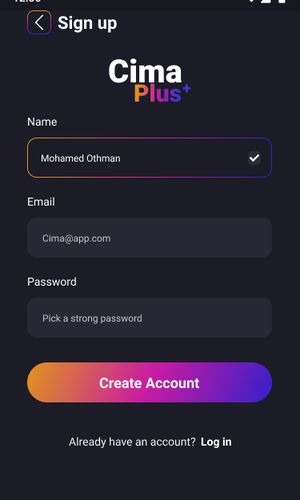 Sign up
Cima
Plus+
Name
Mohamed Othman
Email
Cima@app.com
Password
Pick a strong password
Create Account
Already have an account? Log in